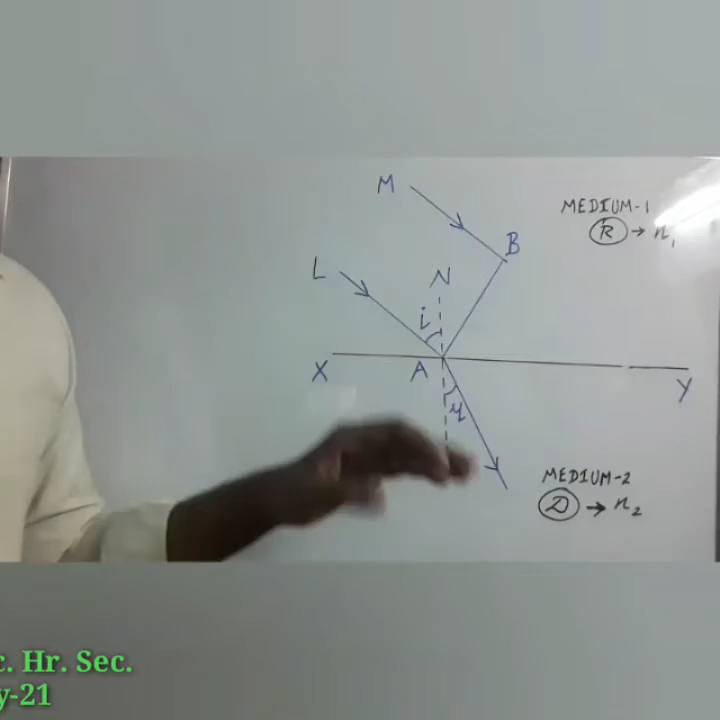 M
MEDIUM-1
R → n1
B
L
N
i
X
A
Y
r
MEDIUM-2
D → n2
c. Hr. Sec.
y-21